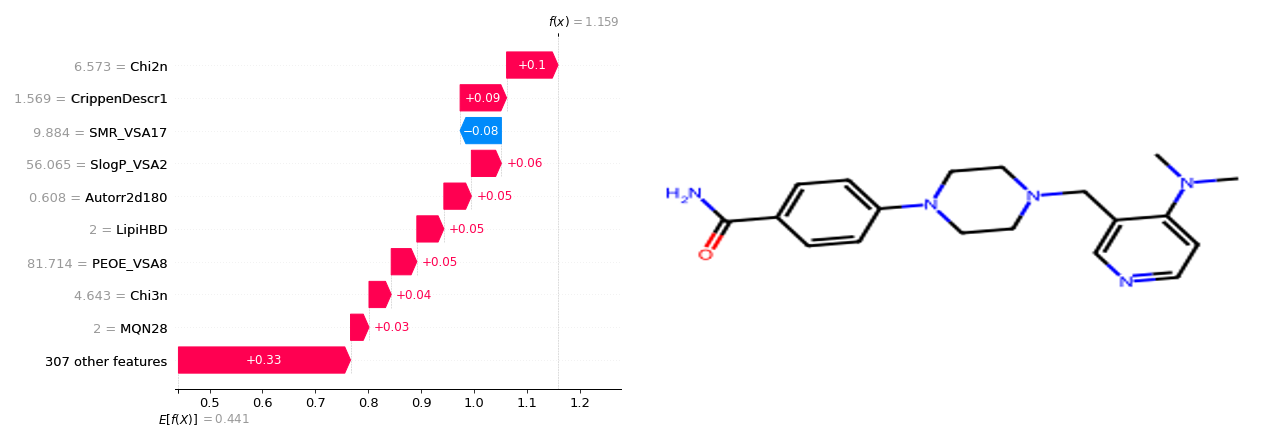 f(x) = 1.159
6.573 = Chi2n
+0.1
1.569 = CrippenDescr1
+0.09
9.884 = SMR_VSA17
−0.08
56.065 = SlogP_VSA2
+0.06
0.608 = Autorr2d180
+0.05
2 = LipiHBD
+0.05
81.714 = PEOE_VSA8
+0.05
4.643 = Chi3n
+0.04
2 = MQN28
+0.03
307 other features
+0.33
0.5 0.6 0.7 0.8 0.9 1.0 1.1 1.2
E[f(X)] = 0.441
H2N
O
N
N
N
N